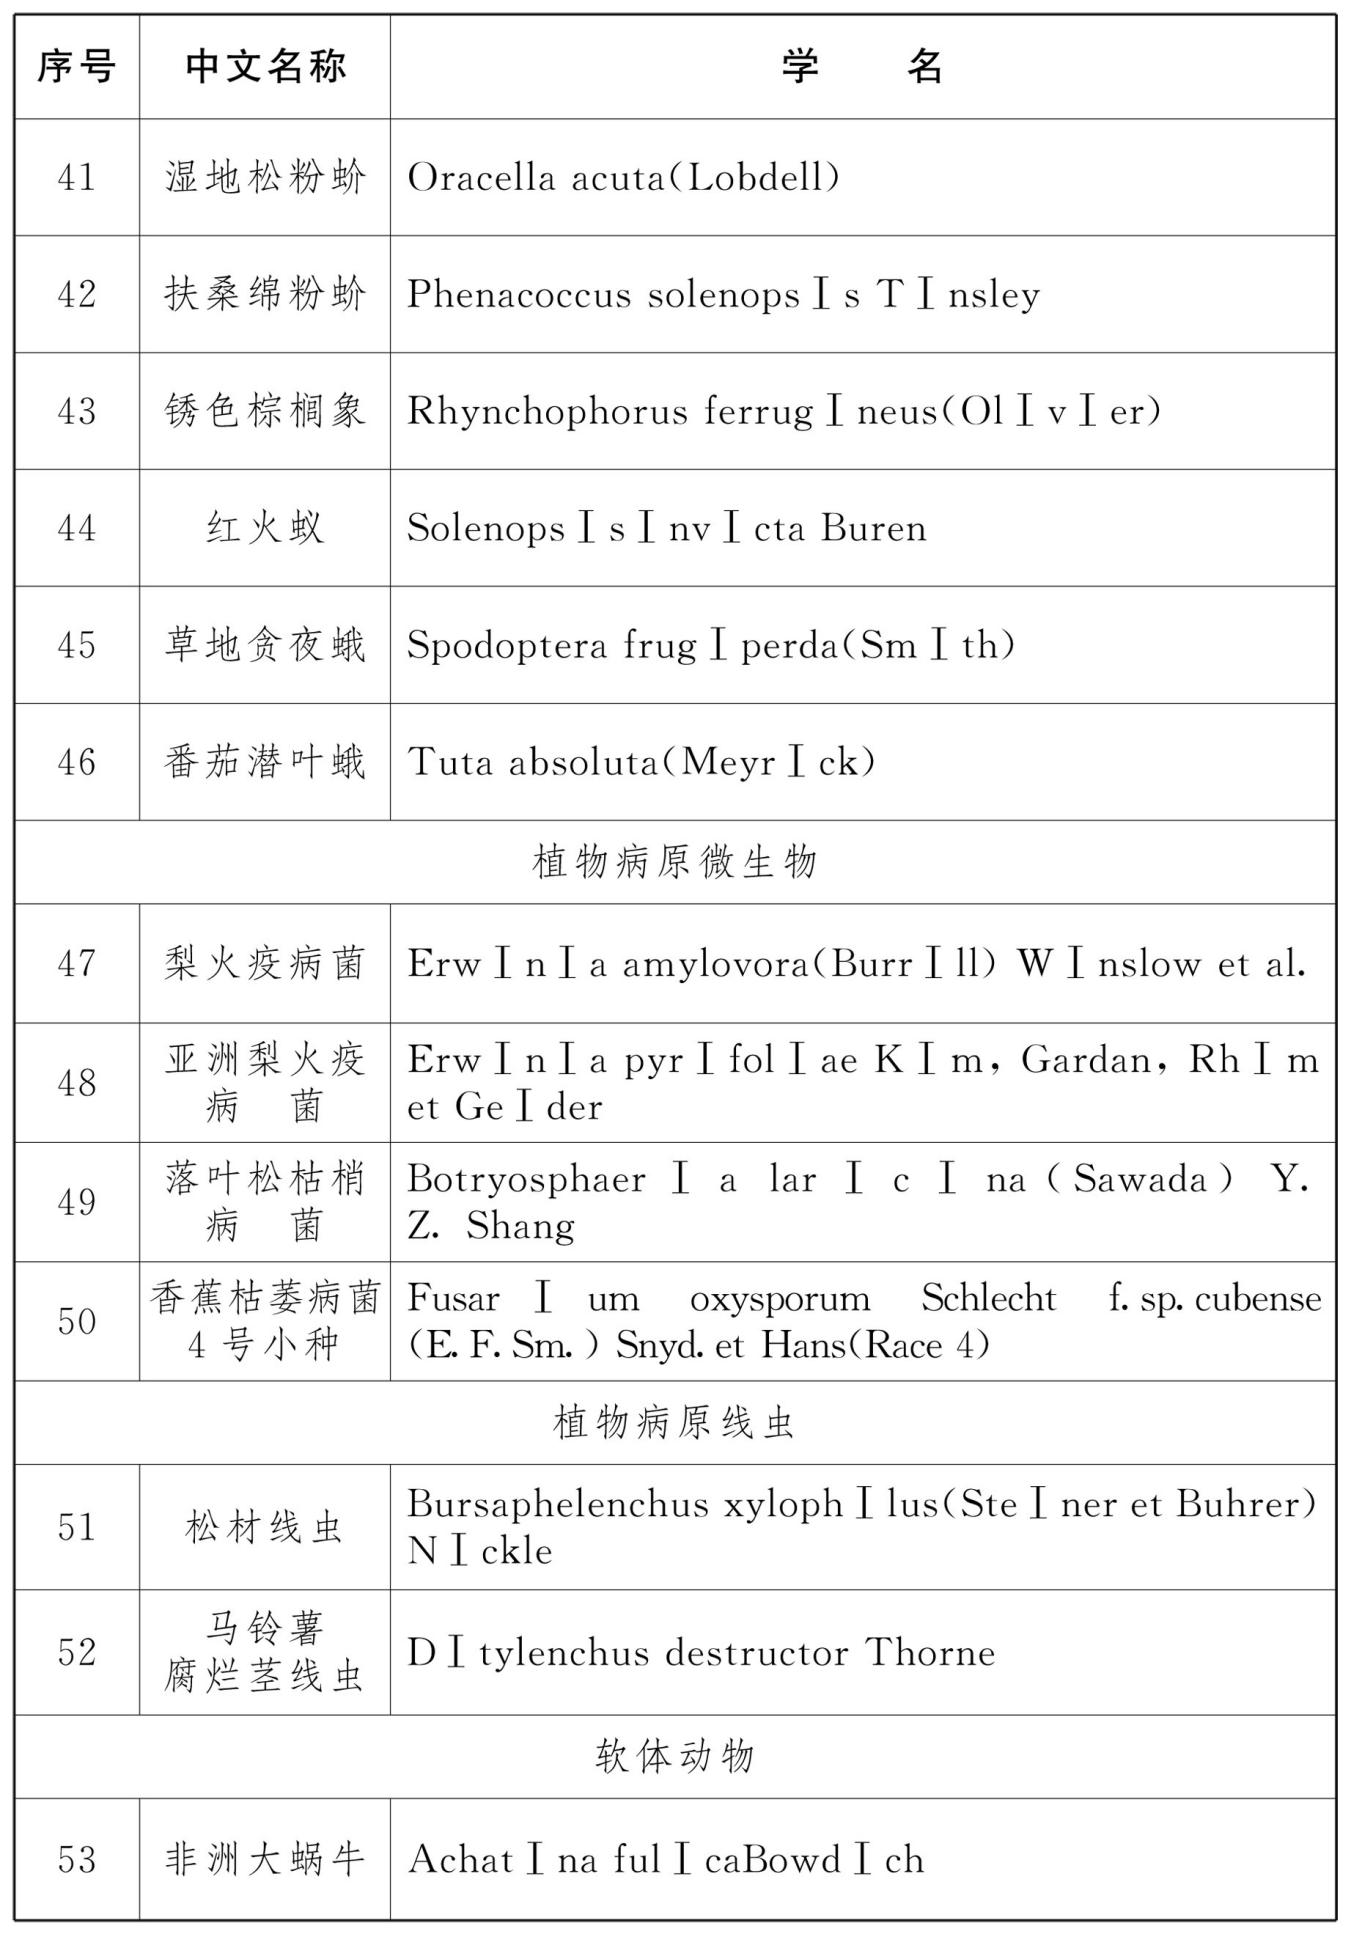 序号 中文名称 学 名
41 湿地松粉蚧 Oracella acuta(Lobdell)
42 扶桑绵粉蚧 Phenacoccus solenopsⅠs TⅠnsley
43 锈色棕榈象 Rhynchophorus ferrugⅠneus(OlⅠvⅠer)
44 红火蚁 SolenopsⅠsⅠnvⅠcta Buren
45 草地贪夜蛾 Spodoptera frugⅠperda(SmⅠth)
46 番茄潜叶蛾 Tuta absoluta(MeyrⅠck)
植物病原微生物
47 梨火疫病菌 ErwⅠnⅠa amylovora(BurrⅠll) WⅠnslow et al.
48 亚洲梨火疫
病 菌
ErwⅠnⅠa pyrⅠfolⅠae KⅠm, Gardan, RhⅠm
et GeⅠder
49 落叶松枯梢
病 菌
BotryosphaerⅠa larⅠcⅠna(Sawada) Y.
Z. Shang
50 香蕉枯萎病菌
4号小种
FusarⅠum oxysporum Schlecht f.sp.cubense
(E.F.Sm.) Snyd.et Hans(Race 4)
植物病原线虫
51 松材线虫
Bursaphelenchus xylophⅠlus(SteⅠner et Buhrer)
NⅠckle
52 马铃薯
腐烂茎线虫
DⅠtylenchus destructor Thorne
软体动物
53 非洲大蜗牛 AchatⅠna fulⅠcaBowdⅠch